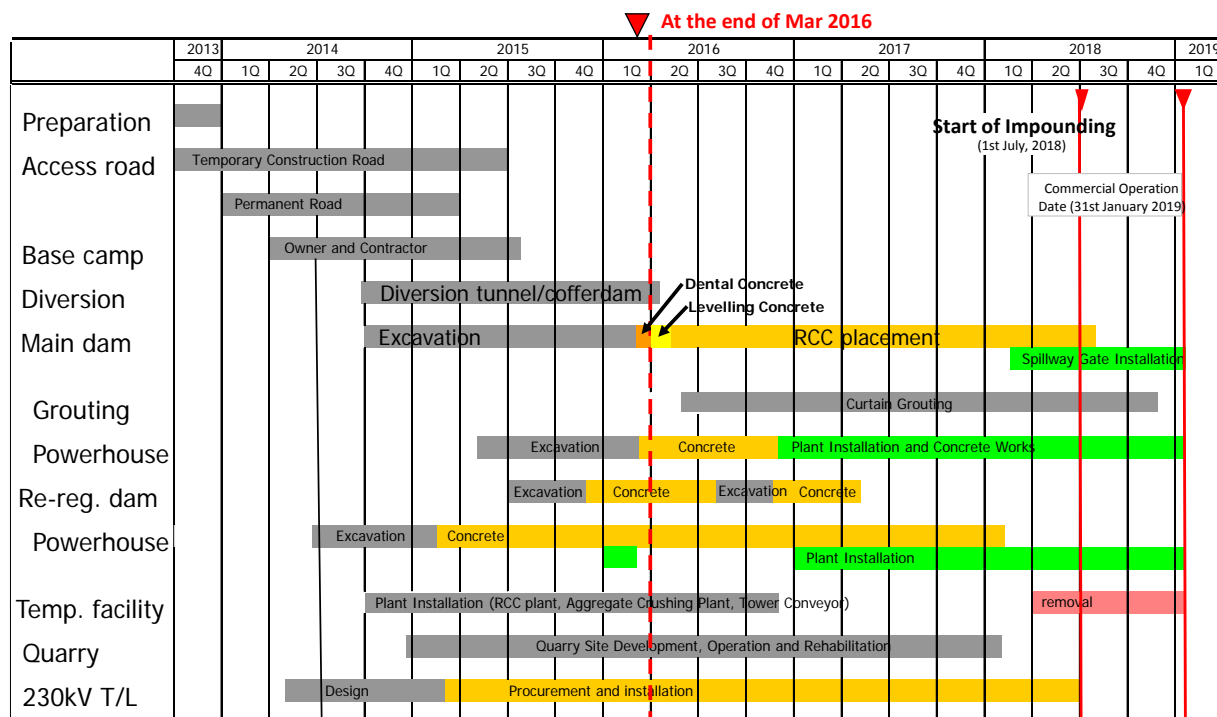 At the end of Mar 2016
2013 2014 2015 2016 2017 2018 2019
4Q 1Q 2Q 3Q 4Q 1Q 2Q 3Q 4Q 1Q 2Q 3Q 4Q 1Q 2Q 3Q 4Q 1Q 2Q 3Q 4Q 1Q
Preparation
Start of Impounding
(1st July, 2018)
Access road
Temporary Construction Road
Permanent Road
Commercial Operation
Date (31st January 2019)
Base camp
Owner and Contractor
Diversion
Diversion tunnel/cofferdam
Dental Concrete
Levelling Concrete
Main dam
Excavation
RCC placement
Spillway Gate Installation
Grouting
Curtain Grouting
Powerhouse
Excavation
Concrete
Plant Installation and Concrete Works
Re-reg. dam
Excavation
Concrete
Excavation
Concrete
Powerhouse
Excavation
Concrete
Plant Installation
Temp. facility
Plant Installation (RCC plant, Aggregate Crushing Plant, Tower Conveyor)
removal
Quarry
Quarry Site Development, Operation and Rehabilitation
230kV T/L
Design
Procurement and installation